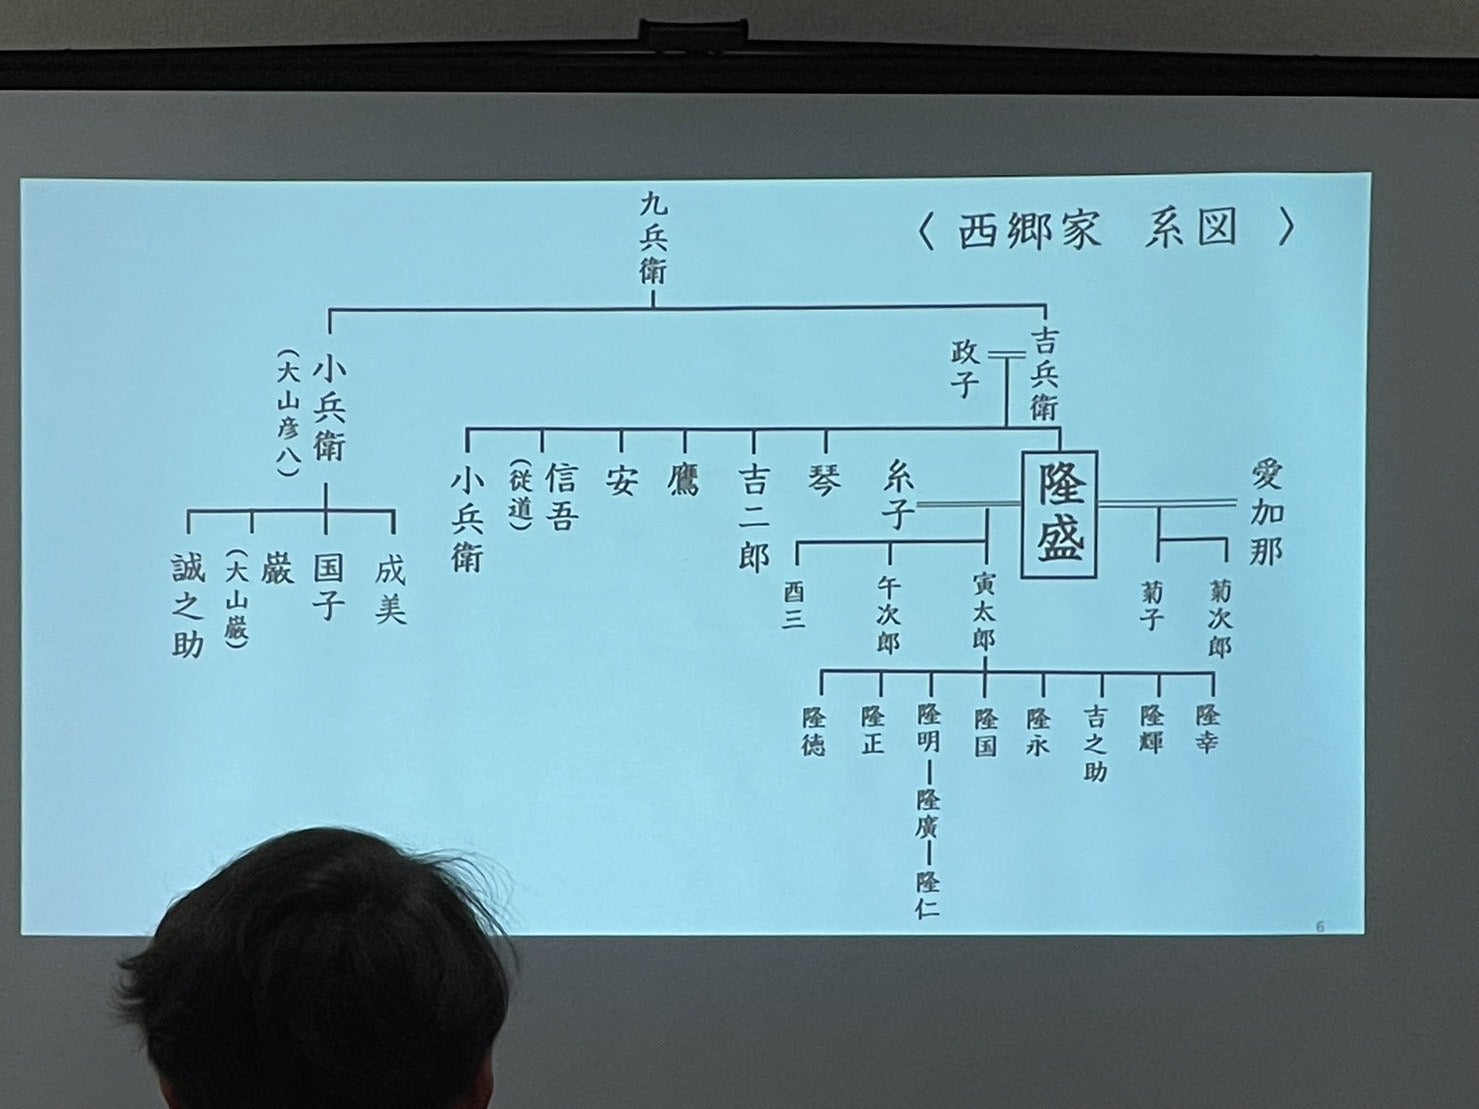 〈 西郷家 系図 〉
九兵衛
吉兵衛
政子
小兵衛
(大山彦八)
愛加那
隆盛
糸子
琴
吉二郎
鷹
安
信吾
(従道)
小兵衛
成美
国子
巌
(大山巌)
誠之助
菊次郎
菊子
寅太郎
午次郎
酉三
隆幸
隆輝
吉之助
隆永
隆国
隆明
隆正
隆徳
隆廣
隆仁
6